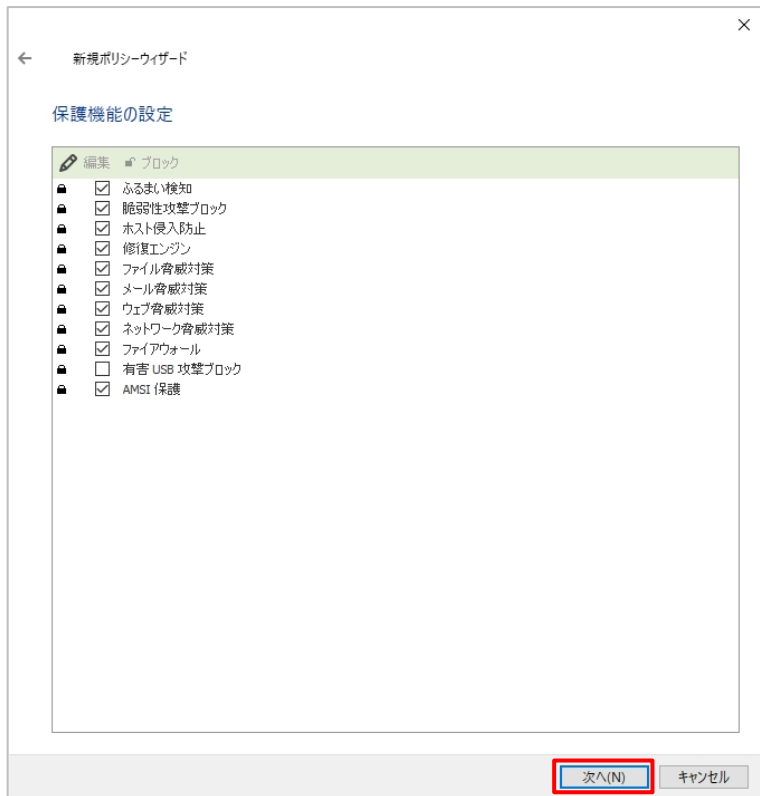 新規ポリシーウィザード
保護機能の設定
編集 ブロック
ふるまい検知
脆弱性攻撃ブロック
ホスト侵入防止
修復エンジン
ファイル脅威対策
メール脅威対策
ウェブ脅威対策
ネットワーク脅威対策
ファイアウォール
有害 USB 攻撃ブロック
AMSI 保護
次へ(N) キャンセル